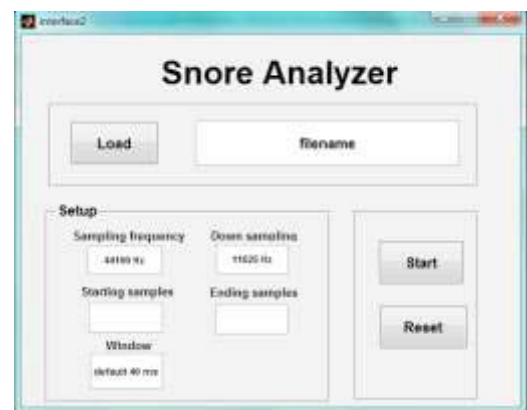 interface2
Snore Analyzer
Load
filename
Setup
Sampling frequency Down sampling
44100 Hz 11025 Hz
Start
Starting samples Ending samples
Reset
Window
default 40 ms